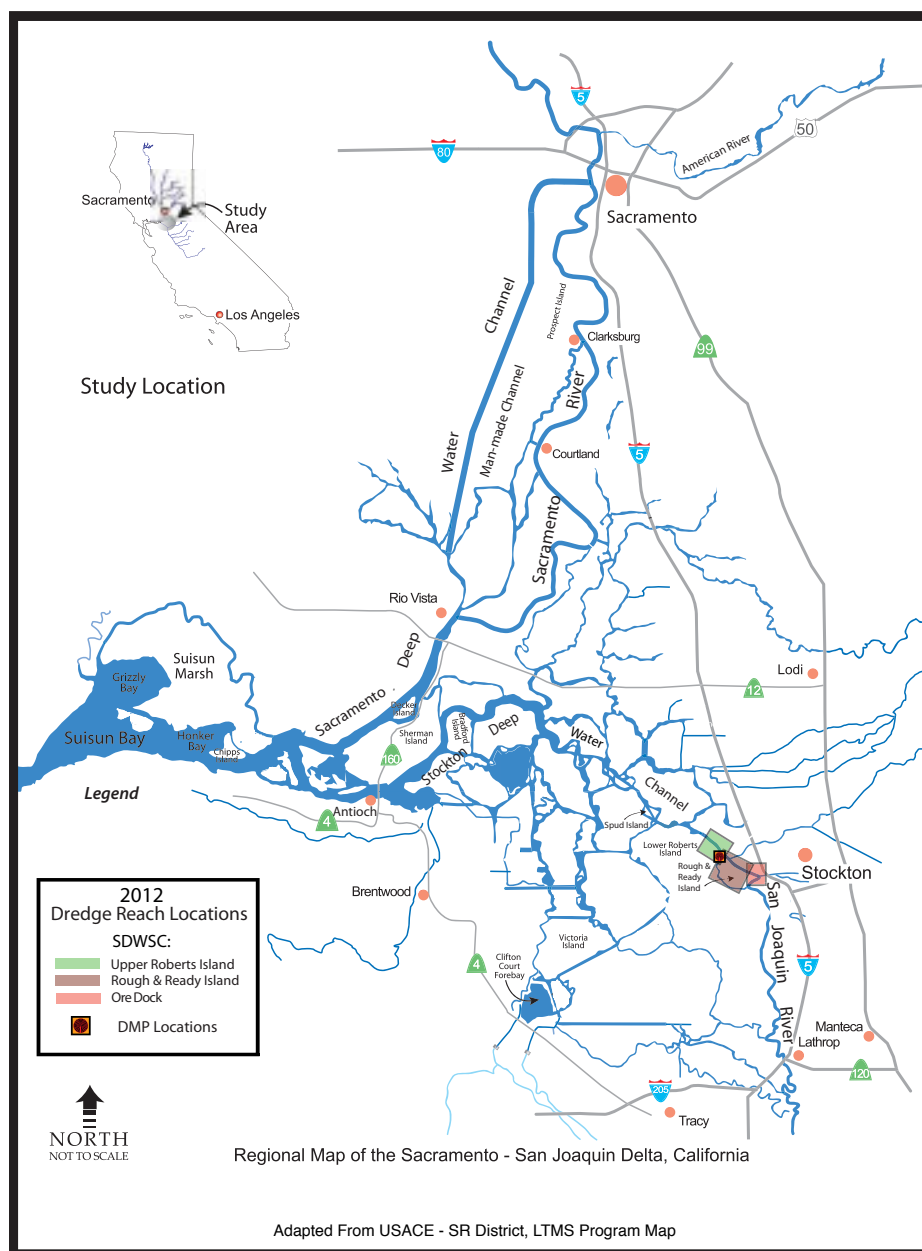 5
50
American River
80
Sacramento
Study
Area
Sacramento
Los Angeles
Study Location
Channel
Prospect Island
Clarksburg
99
Man-made Channel
River
Water
Courtland
5
Sacramento
Rio Vista
Deep
Suisun
Marsh
Grizzly
Bay
Lodi
12
Sacramento
Decker
Island
Bradford
Island
Deep
Suisun Bay
Honker
Bay
Chipps
Island
Sherman
Island
Water
160
Stockton
Channel
Legend
Antioch
4
Spud Island
Lower Roberts
Island
Rough &
Ready
Island
Stockton
Brentwood
San
Joaquin
River
Victoria
Island
4
Clifton
Court
Forebay
5
Manteca
Lathrop
120
205
Tracy
2012
Dredge Reach Locations
SDWSC:
Upper Roberts Island
Rough & Ready Island
Ore Dock
DMP Locations
NORTH
NOT TO SCALE
Regional Map of the Sacramento - San Joaquin Delta, California
Adapted From USACE - SR District, LTMS Program Map